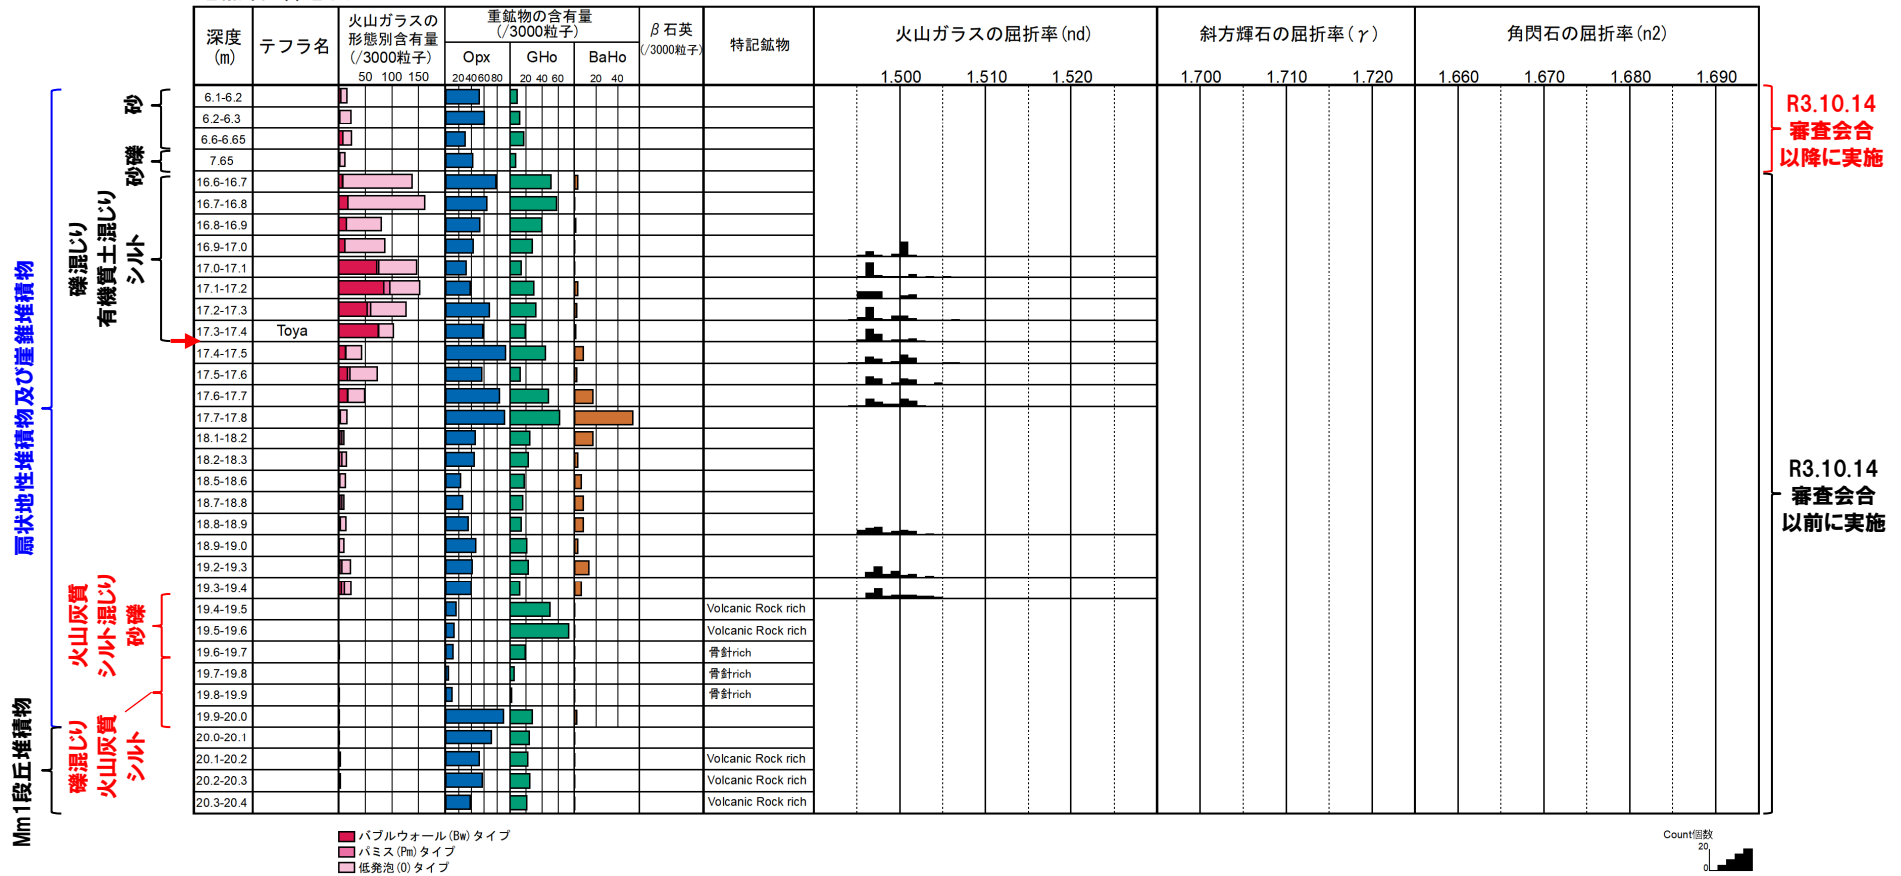 深度
(m)
テフラ名
火山ガラスの
形態別含有量
(/3000粒子)
50 100 150
重鉱物の含有量
(/3000粒子)
Opx
GHo
BaHo
20 40 60 80
20 40 60
20 40
β石英
(/3000粒子)
特記鉱物
火山ガラスの屈折率(nd)
1.500 1.510 1.520
斜方輝石の屈折率(γ)
1.700 1.710 1.720
角閃石の屈折率(n2)
1.660 1.670 1.680 1.690
6.1-6.2
6.2-6.3
6.6-6.65
7.65
16.6-16.7
16.7-16.8
16.8-16.9
16.9-17.0
17.0-17.1
17.1-17.2
17.2-17.3
17.3-17.4 Toya
17.4-17.5
17.5-17.6
17.6-17.7
17.7-17.8
18.1-18.2
18.2-18.3
18.5-18.6
18.7-18.8
18.8-18.9
18.9-19.0
19.2-19.3
19.3-19.4
19.4-19.5 Volcanic Rock rich
19.5-19.6 Volcanic Rock rich
19.6-19.7 骨針rich
19.7-19.8 骨針rich
19.8-19.9 骨針rich
19.9-20.0
20.0-20.1
20.1-20.2 Volcanic Rock rich
20.2-20.3 Volcanic Rock rich
20.3-20.4 Volcanic Rock rich
砂
砂礫
礫混じり
有機質土混じり
シルト
扇状地性堆積物及び崖錐堆積物
火山灰質
シルト混じり
砂礫
礫混じり
火山灰質
シルト
Mm1段丘堆積物
R3.10.14
審査会合
以降に実施
R3.10.14
審査会合
以前に実施
バブルウォール(Bw)タイプ
パミス(Pm)タイプ
低発泡(O)タイプ
Count個数
20
0